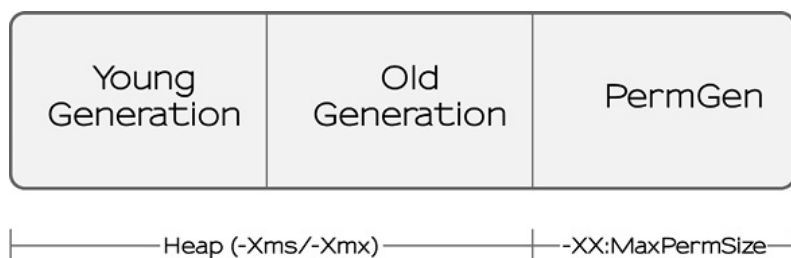 Young
Generation
Old
Generation
PermGen
Heap (-Xms/-Xmx)
-XX:MaxPermSize